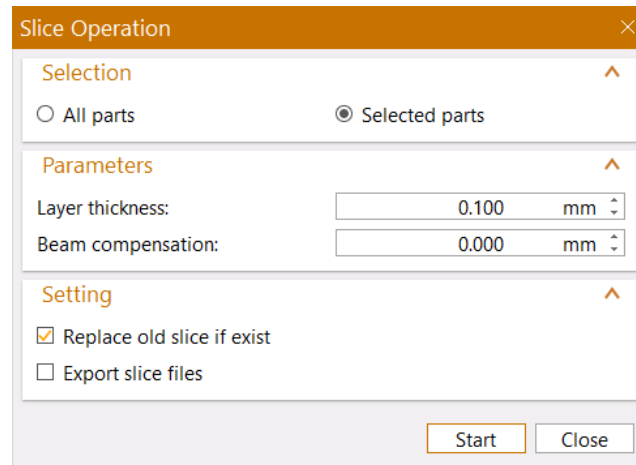 Slice Operation
Selection
All parts Selected parts
Parameters
Layer thickness: 0.100 mm
Beam compensation: 0.000 mm
Setting
Replace old slice if exist
Export slice files
Start Close